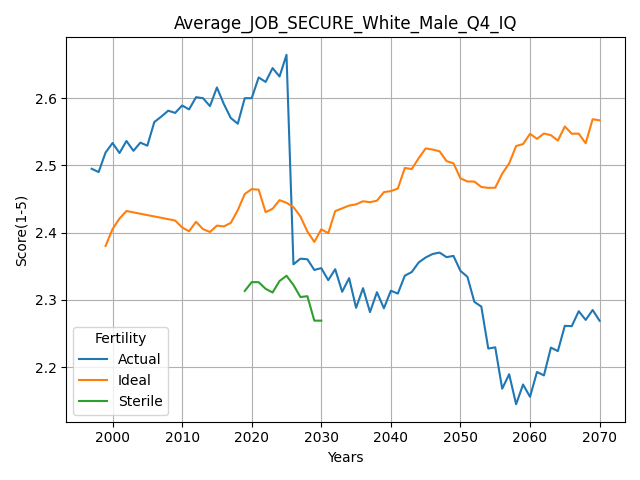 Average_JOB_SECURE_White_Male_Q4_IQ
Score(1-5)
2.6
2.5
2.4
2.3
2.2
Fertility
Actual
Ideal
Sterile
2000 2010 2020 2030 2040 2050 2060 2070
Years